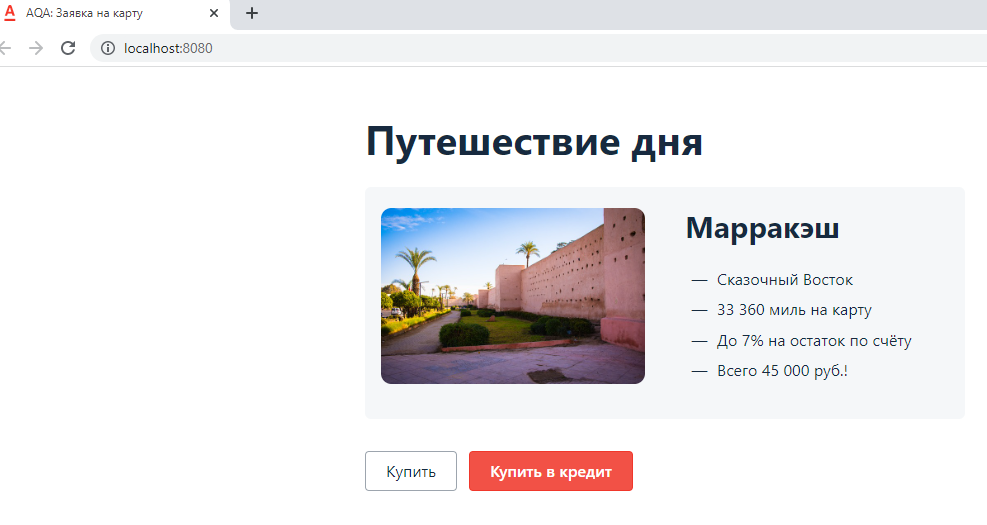 AQA: Заявка на карту
localhost:8080
Путешествие дня
Марракэш
— Сказочный Восток
— 33 360 миль на карту
— До 7% на остаток по счёту
— Всего 45 000 руб.!
Купить
Купить в кредит